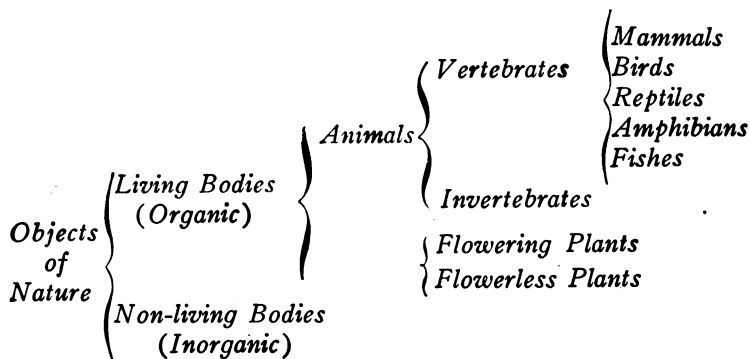 Mammals
Vertebrates
Birds
Reptiles
Animals
Amphibians
Fishes
Living Bodies
(Organic)
Invertebrates
Objects
of
Nature
Flowering Plants
Flowerless Plants
Non-living Bodies
(Inorganic)